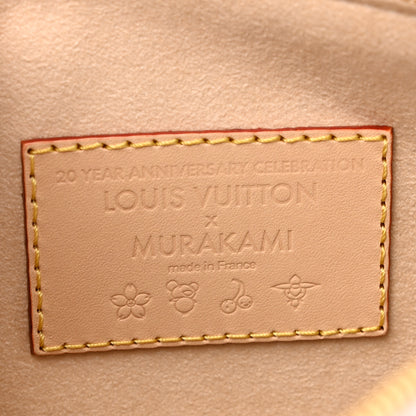 20 YEAR ANNIVERSARY CELEBRATION
LOUIS VUITTON
x
MURAKAMI
made in France